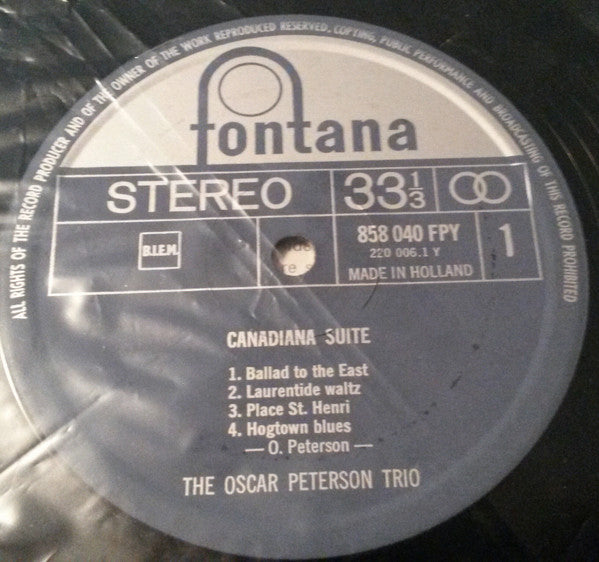 ALL RIGHTS OF THE RECORD PRODUCER AND OF THE OWNER OF THE WORK REPRODUCED RESERVED. COPYING, PUBLIC PERFORMANCE AND BROADCASTING OF THIS RECORD PROHIBITED
fontana
STEREO 33 1/3
B.I.E.M. 858 040 FPY 1
220 006.1 Y
MADE IN HOLLAND
CANADIANA SUITE
1. Ballad to the East
2. Laurentide waltz
3. Place St. Henri
4. Hogtown blues
— O. Peterson —
THE OSCAR PETERSON TRIO